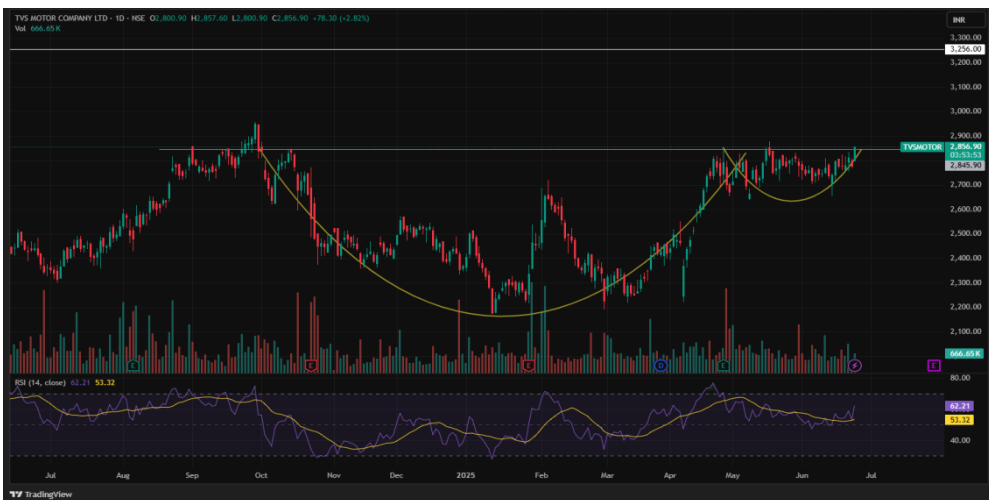 TVS MOTOR COMPANY LTD · 1D · NSE O2,800.90 H2,857.60 L2,800.90 C2,856.90 +78.30 (+2.82%)
Vol 666.65 K
INR
3,300.00
3,256.00
3,200.00
3,100.00
3,000.00
2,900.00
TVSMOTOR 2,856.90
03:53:53
2,845.90
2,700.00
2,600.00
2,500.00
2,400.00
2,300.00
2,200.00
2,100.00
666.65 K
E E E D E E
RSI (14, close) 62.21 53.32
80.00
62.21
53.32
40.00
Jul Aug Sep Oct Nov Dec 2025 Feb Mar Apr May Jun Jul
TradingView